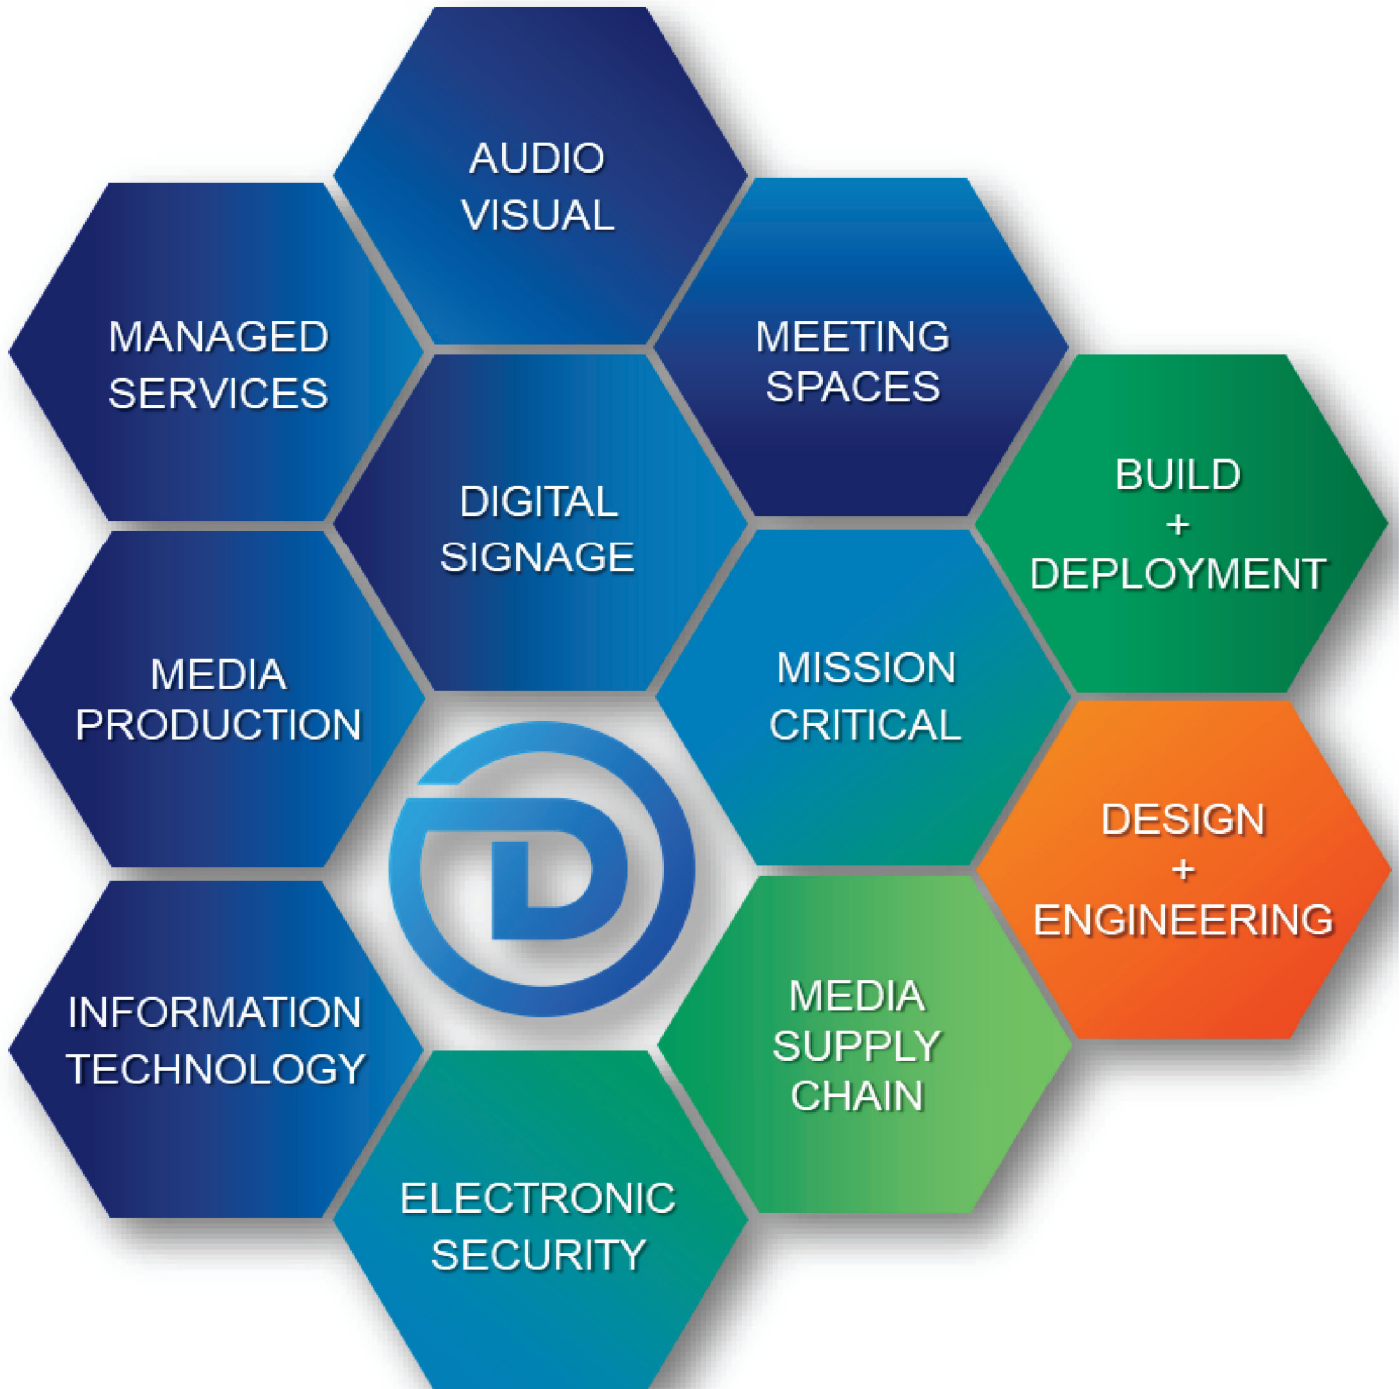 AUDIO
VISUAL
MANAGED
SERVICES
MEETING
SPACES
DIGITAL
SIGNAGE
BUILD
+
DEPLOYMENT
MEDIA
PRODUCTION
MISSION
CRITICAL
DESIGN
+
ENGINEERING
INFORMATION
TECHNOLOGY
MEDIA
SUPPLY
CHAIN
ELECTRONIC
SECURITY